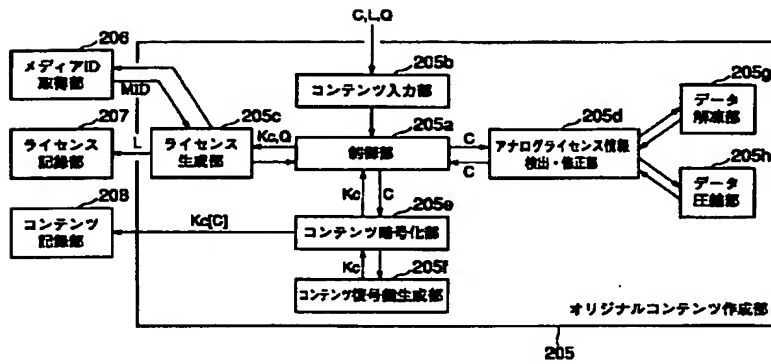 C,L,Q
206
メディアID
取得部
MID
207
ライセンス
記録部
L
205c
ライセンス
生成部
Kc,Q
205b
コンテンツ入力部
205a
制御部
C
C
205d
アナログライセンス情報
検出・修正部
205g
データ
解凍部
205h
データ
圧縮部
208
コンテンツ
記録部
Kc[C]
Kc
C
205e
コンテンツ暗号化部
Kc
205f
コンテンツ復号鍵生成部
オリジナルコンテンツ作成部
205